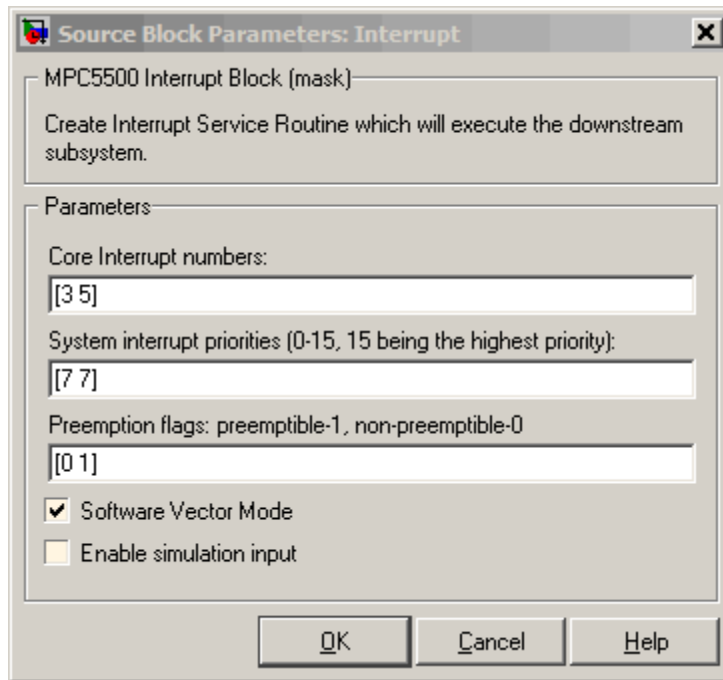 Source Block Parameters: Interrupt
MPC5500 Interrupt Block (mask)
Create Interrupt Service Routine which will execute the downstream
subsystem.
Parameters
Core Interrupt numbers:
[3 5]
System interrupt priorities (0-15, 15 being the highest priority):
[7 7]
Preemption flags: preemptible-1, non-preemptible-0
[0 1]
Software Vector Mode
Enable simulation input
OK Cancel Help